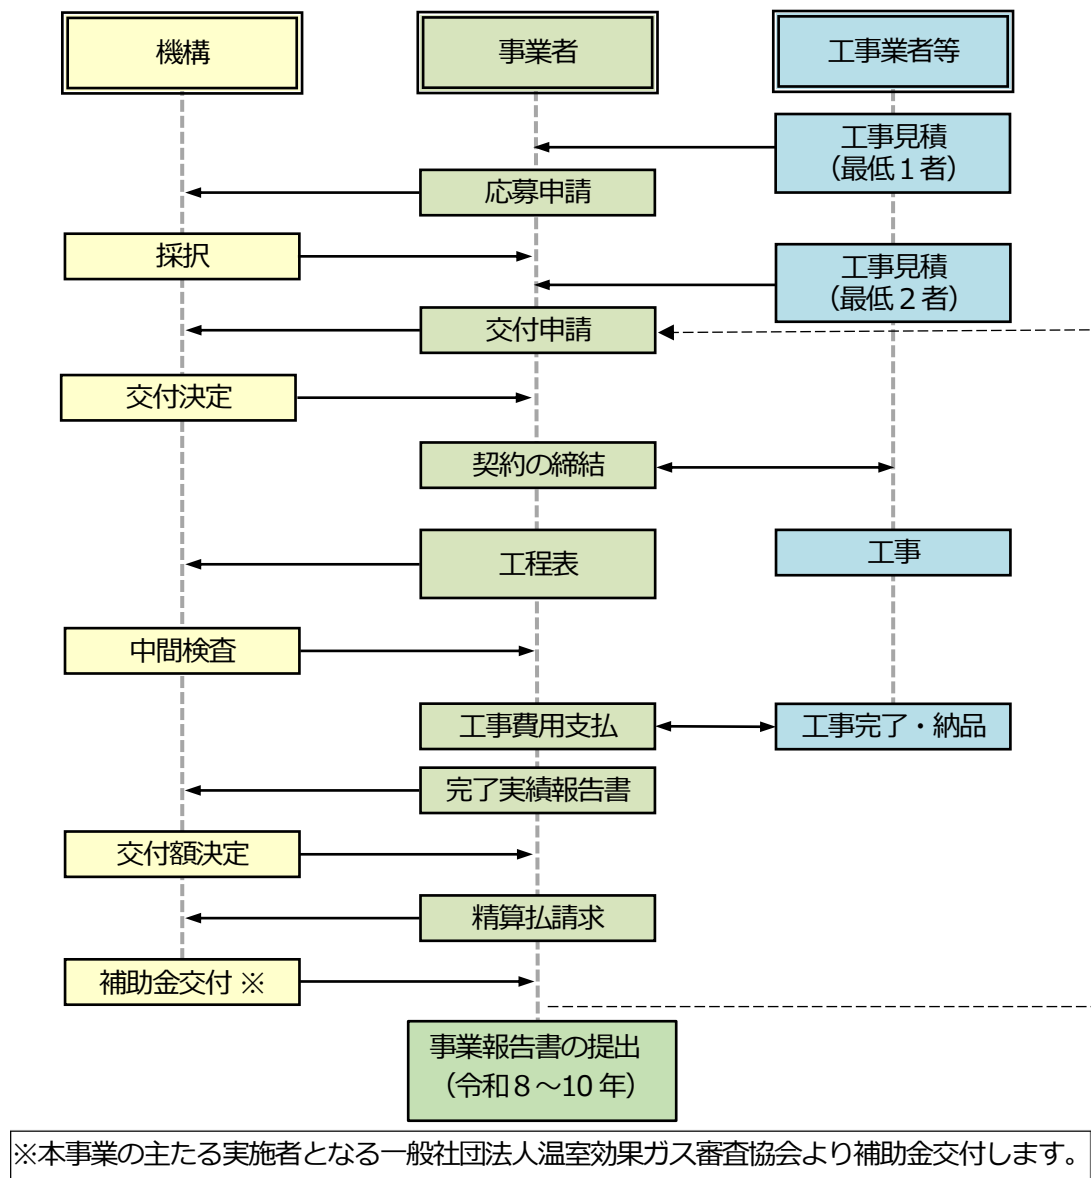 機構
事業者
工事業者等
工事見積
（最低１者）
応募申請
採択
工事見積
（最低２者）
交付申請
交付決定
契約の締結
工程表
工事
中間検査
工事費用支払
工事完了・納品
完了実績報告書
交付額決定
精算払請求
補助金交付 ※
事業報告書の提出
（令和８～10 年）
※本事業の主たる実施者となる一般社団法人温室効果ガス審査協会より補助金交付します。